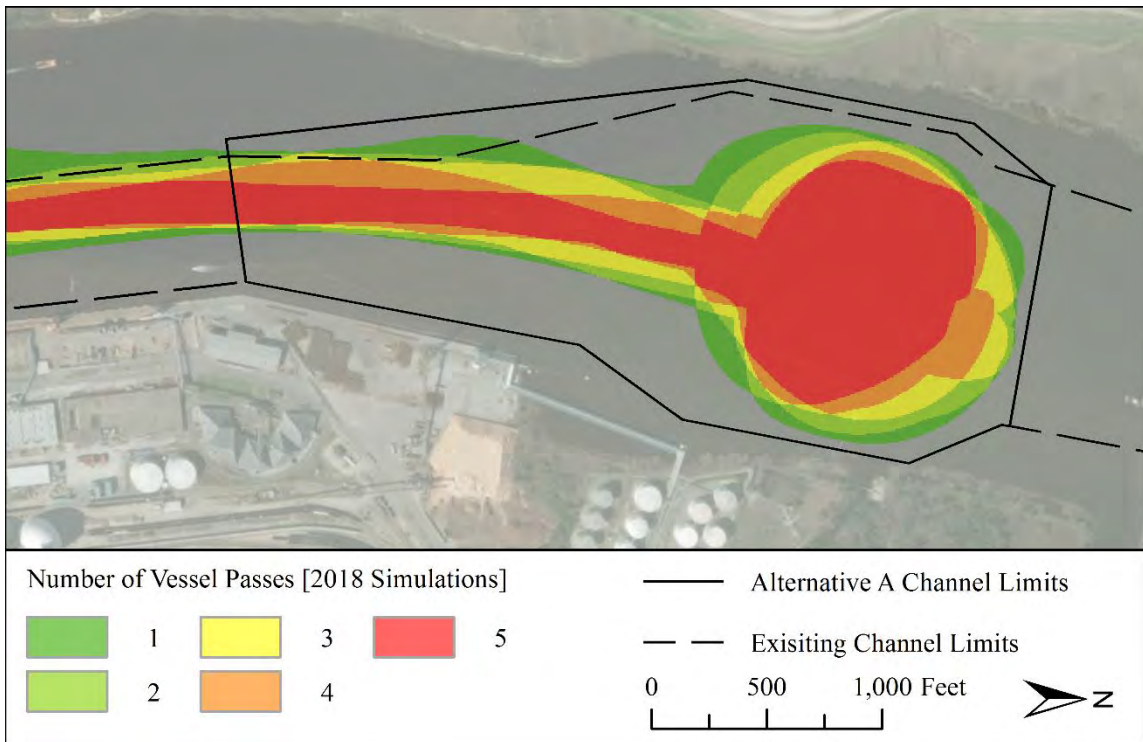 Number of Vessel Passes [2018 Simulations]
1 3 5
2 4
Alternative A Channel Limits
Exisiting Channel Limits
0 500 1,000 Feet
N